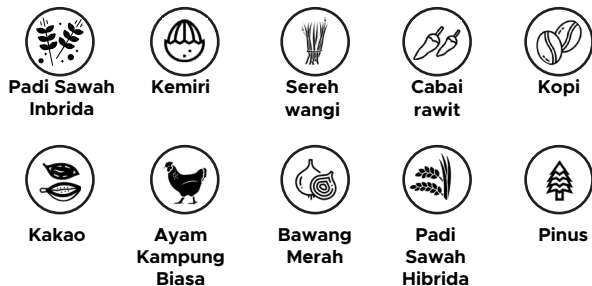 Padi Sawah
Inbrida
Kemiri
Sereh
wangi
Cabai
rawit
Kopi
Kakao
Ayam
Kampung
Biasa
Bawang
Merah
Padi
Sawah
Hibrida
Pinus